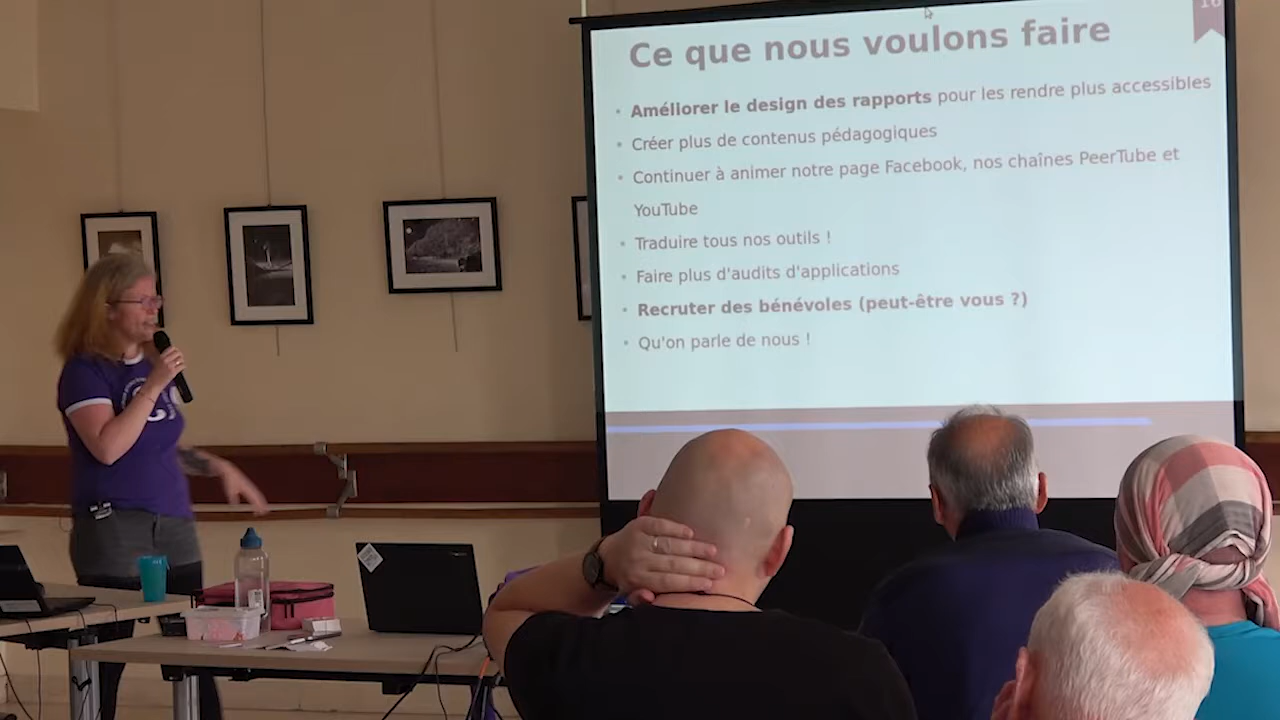 16
Ce que nous voulons faire
• Améliorer le design des rapports pour les rendre plus accessibles
• Créer plus de contenus pédagogiques
• Continuer à animer notre page Facebook, nos chaînes PeerTube et
YouTube
• Traduire tous nos outils !
• Faire plus d'audits d'applications
• Recruter des bénévoles (peut-être vous ?)
• Qu'on parle de nous !